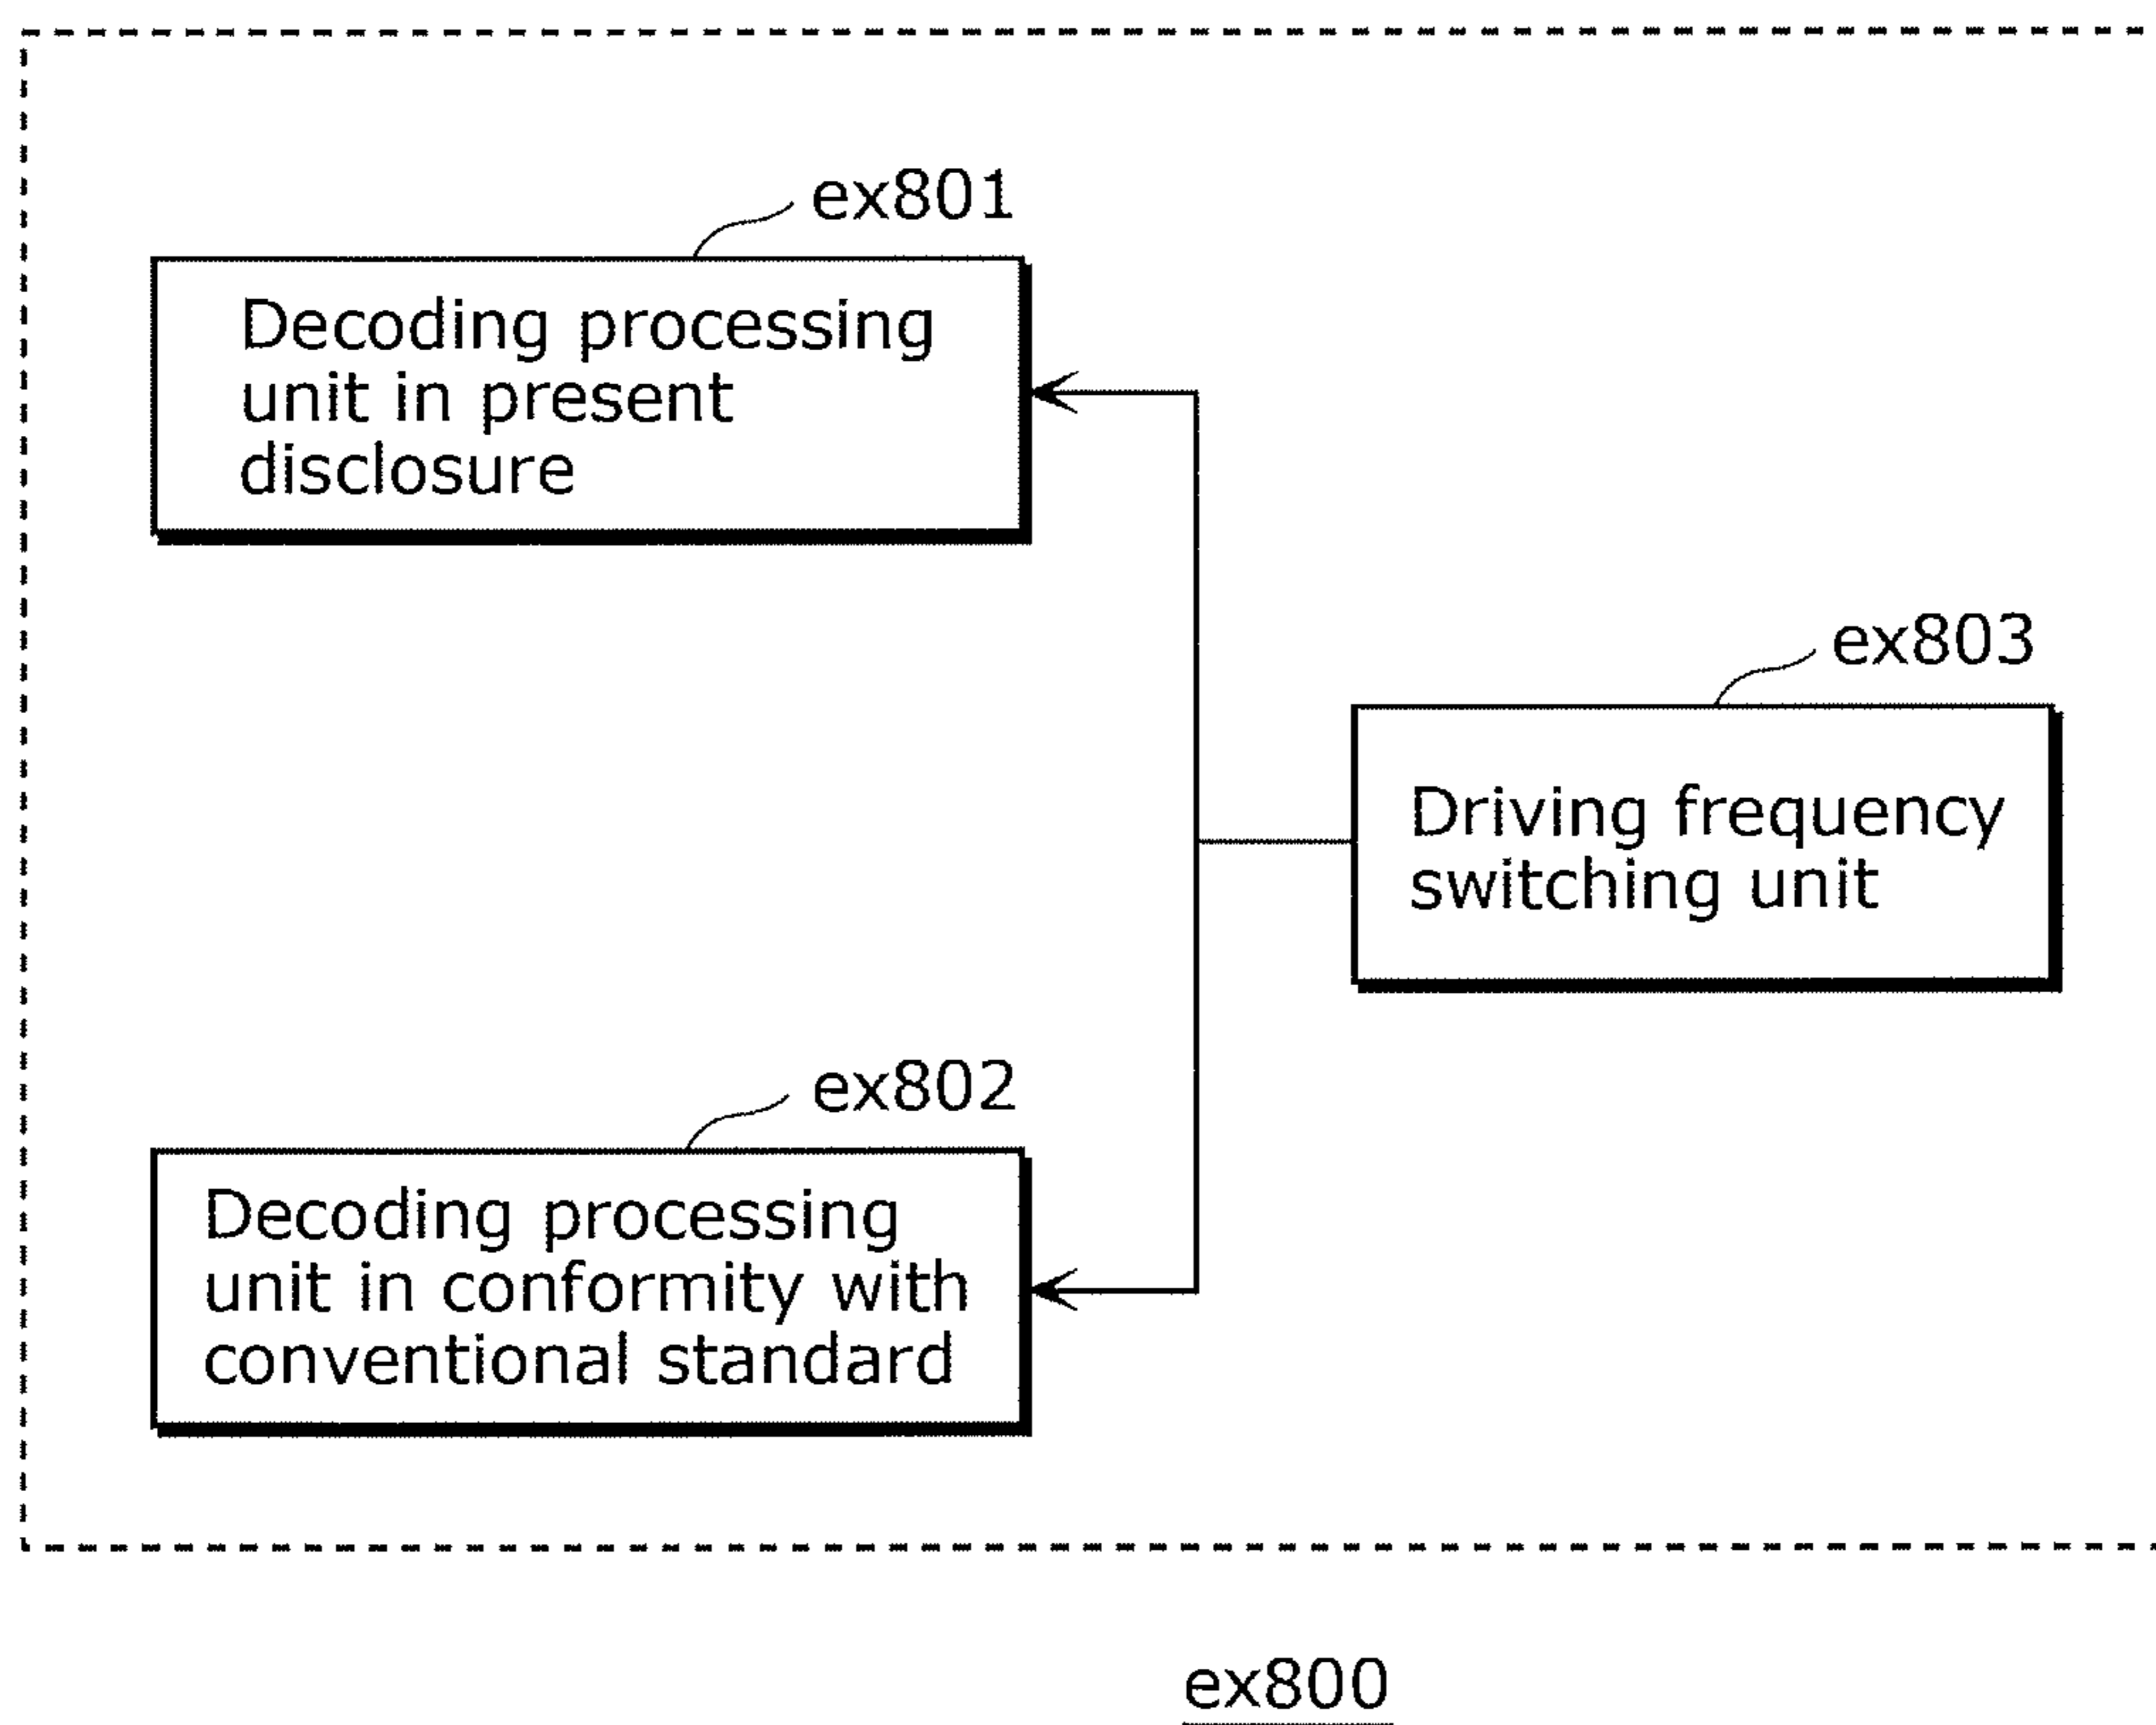 ex801
Decoding processing
unit in present
disclosure
ex803
Driving frequency
switching unit
ex802
Decoding processing
unit in conformity with
conventional standard
ex800